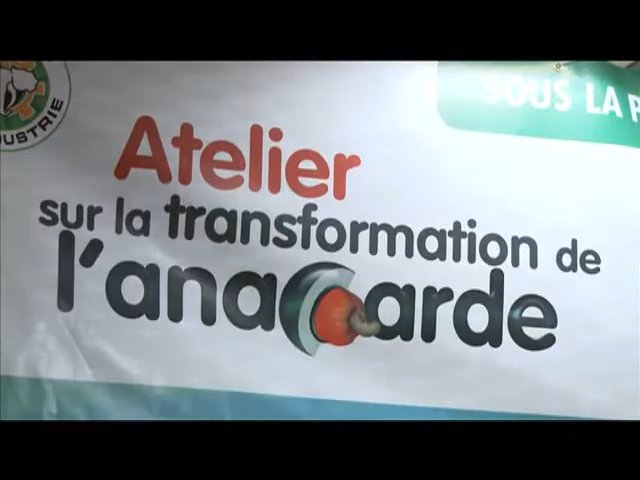 SOUS LA
USTRIE
Atelier
sur la transformation de
l'anacarde